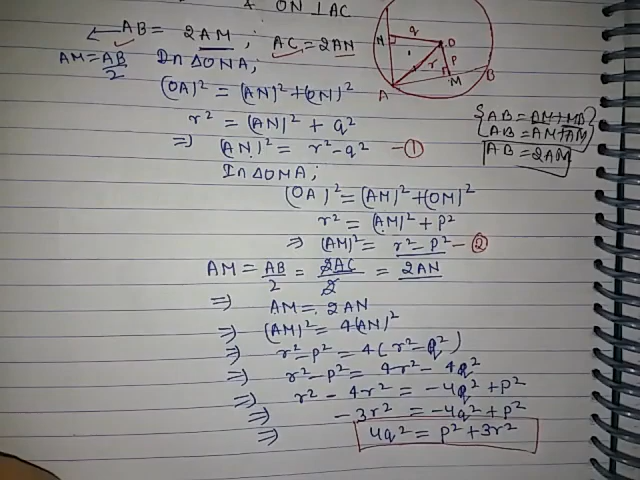 ON ⊥ AC
← AB = 2AM ; AC = 2AN
AM = AB/2 In △ONA,
(OA)² = (AN)² + (ON)²
r² = (AN)² + q²
⇒ (AN)² = r² - q² - ①
In △OMA,
(OA)² = (AM)² + (OM)²
r² = (AM)² + p²
⇒ (AM)² = r² - p² - ②
AM = AB/2 = 2AC/2 = 2AN
⇒ AM = 2AN
⇒ (AM)² = 4(AN)²
⇒ r² - p² = 4(r² - q²)
⇒ r² - p² = 4r² - 4q²
⇒ r² - 4r² = -4q² + p²
⇒ -3r² = -4q² + p²
⇒ 4q² = p² + 3r²
N q O
r P
A M B
{AB = AM + MB}
{AB = AM + AM}
AB = 2AM